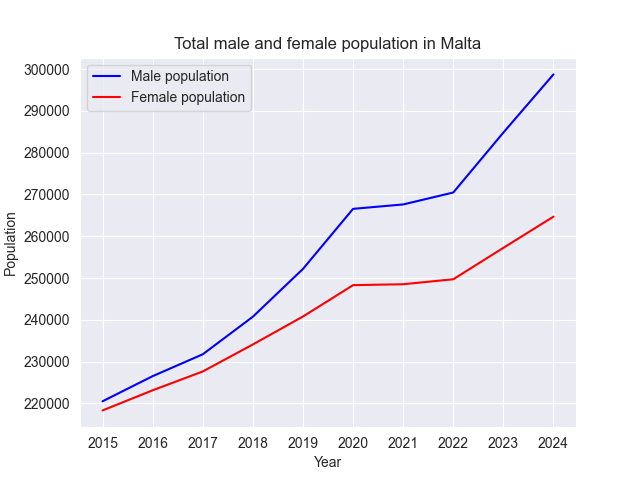 Total male and female population in Malta
Male population
Female population
300000
290000
280000
270000
260000
250000
240000
230000
220000
Population
2015 2016 2017 2018 2019 2020 2021 2022 2023 2024
Year